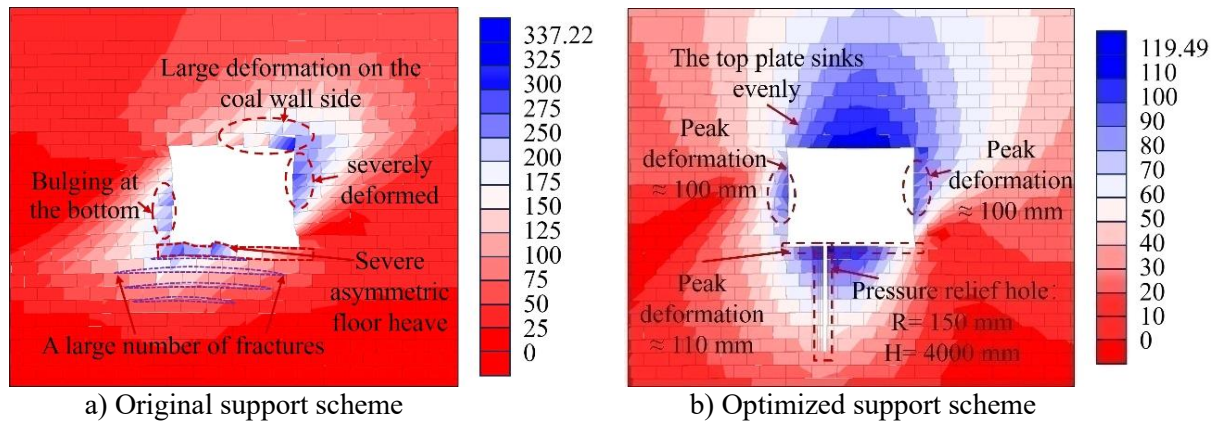 Large deformation on the
coal wall side
severely
deformed
Bulging at
the bottom
Severe
asymmetric
floor heave
A large number of fractures
337.22
325
300
275
250
200
175
150
125
100
75
50
25
0
a) Original support scheme
The top plate sinks
evenly
Peak
deformation
≈ 100 mm
Peak
deformation
≈ 100 mm
Peak
deformation
≈ 110 mm
Pressure relief hole:
R= 150 mm
H= 4000 mm
119.49
110
100
90
80
70
60
50
40
30
20
10
0
b) Optimized support scheme